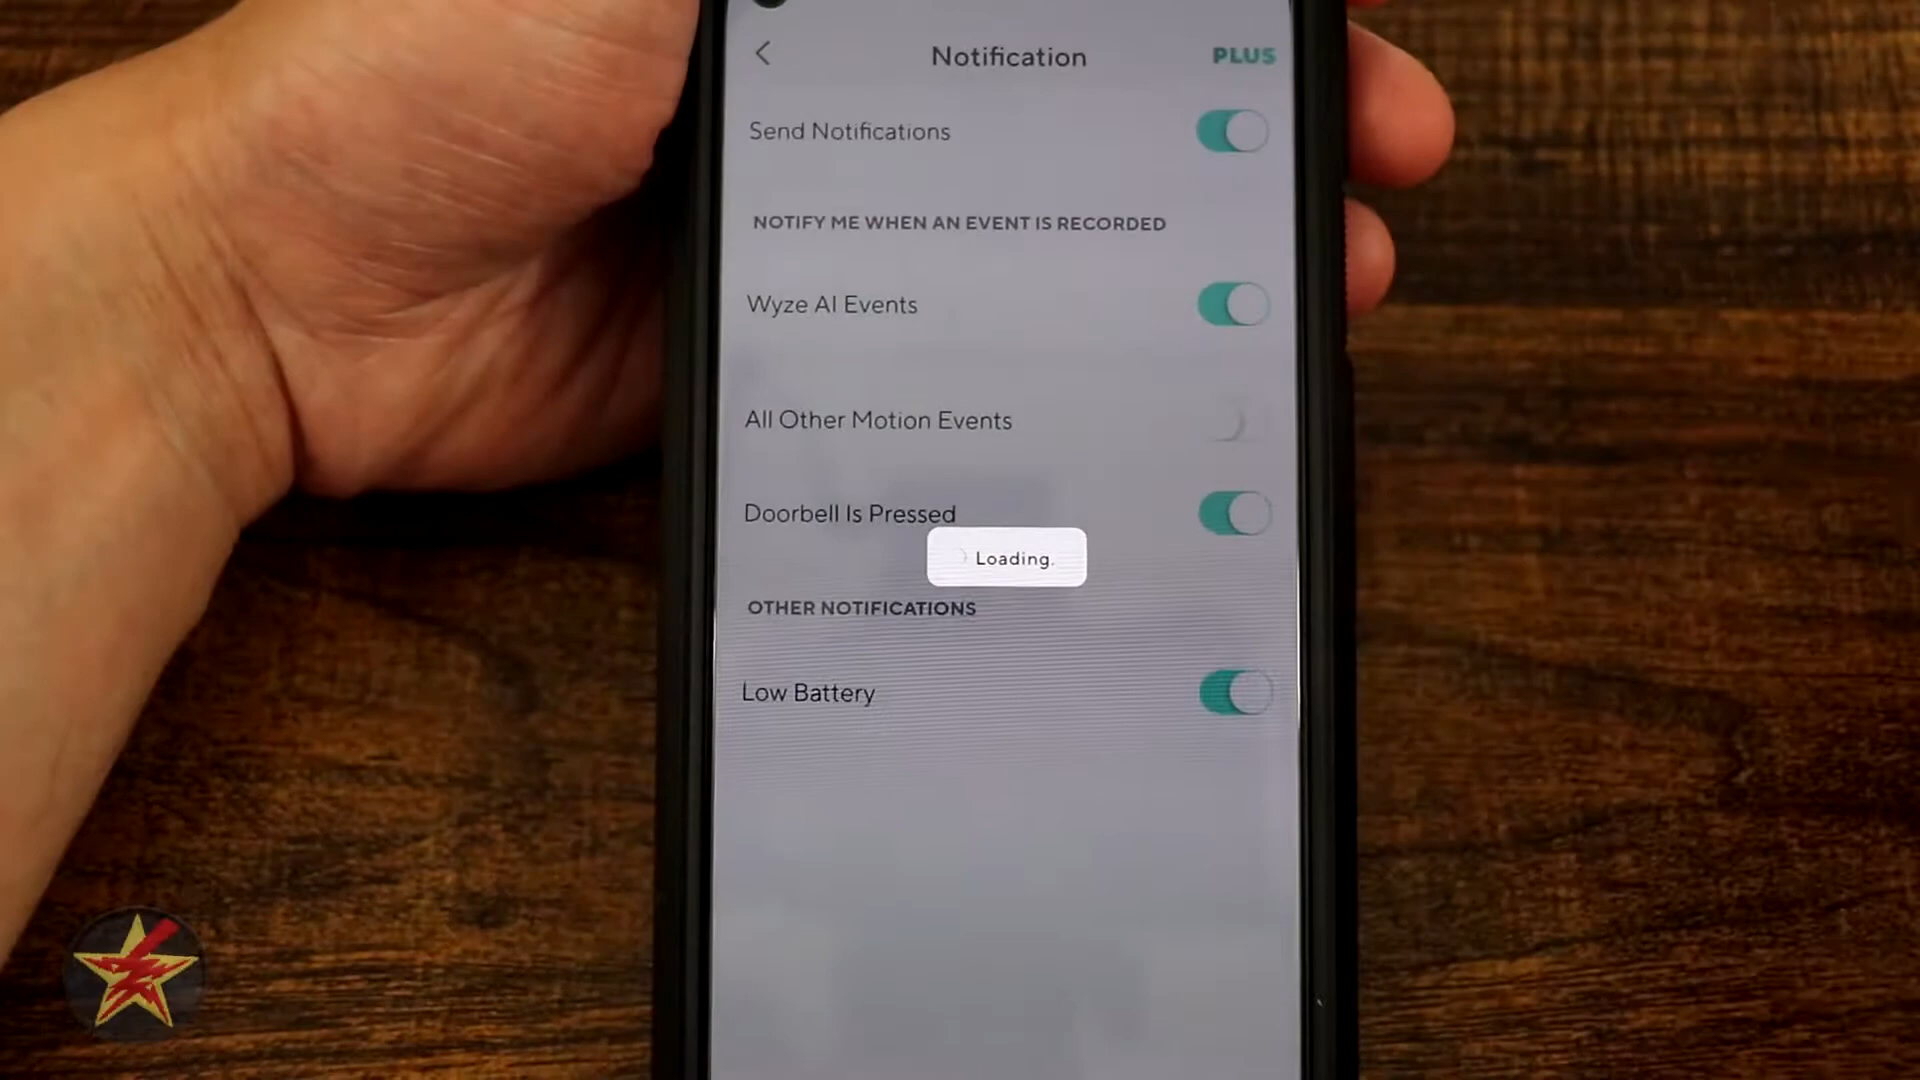 Notification PLUS
Send Notifications
NOTIFY ME WHEN AN EVENT IS RECORDED
Wyze AI Events
All Other Motion Events
Doorbell Is Pressed
Loading.
OTHER NOTIFICATIONS
Low Battery